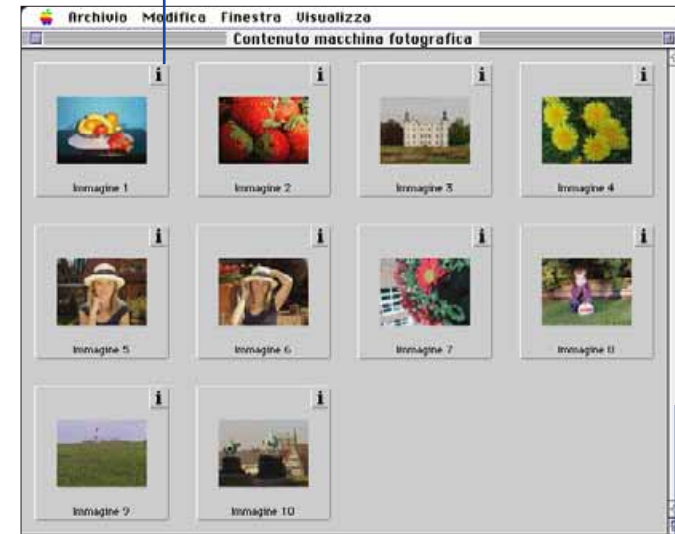 Archivio Modifica Finestra Visualizza
Contenuto macchina fotografica
i i i i
Immagine 1 Immagine 2 Immagine 3 Immagine 4
i i i i
Immagine 5 Immagine 6 Immagine 7 Immagine 8
i i
Immagine 9 Immagine 10